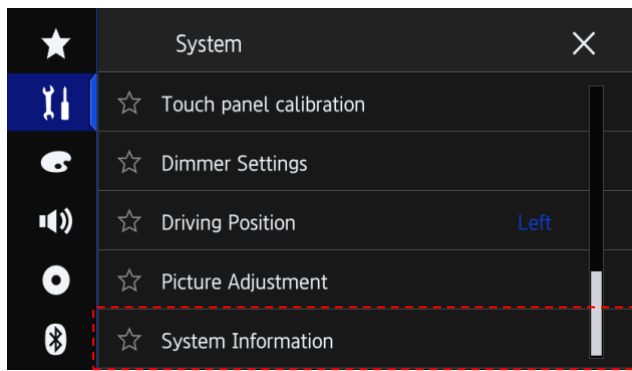 System
Touch panel calibration
Dimmer Settings
Driving Position Left
Picture Adjustment
System Information